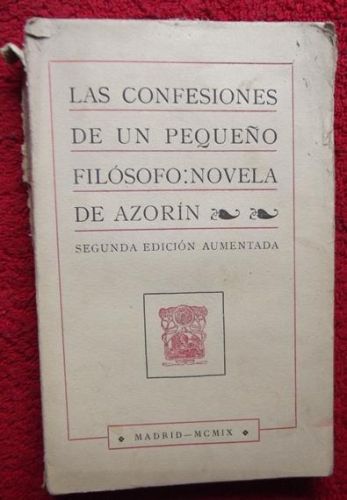 LAS CONFESIONES
DE UN PEQUEÑO
FILÓSOFO: NOVELA
DE AZORÍN
SEGUNDA EDICIÓN AUMENTADA
MADRID—MCMIX